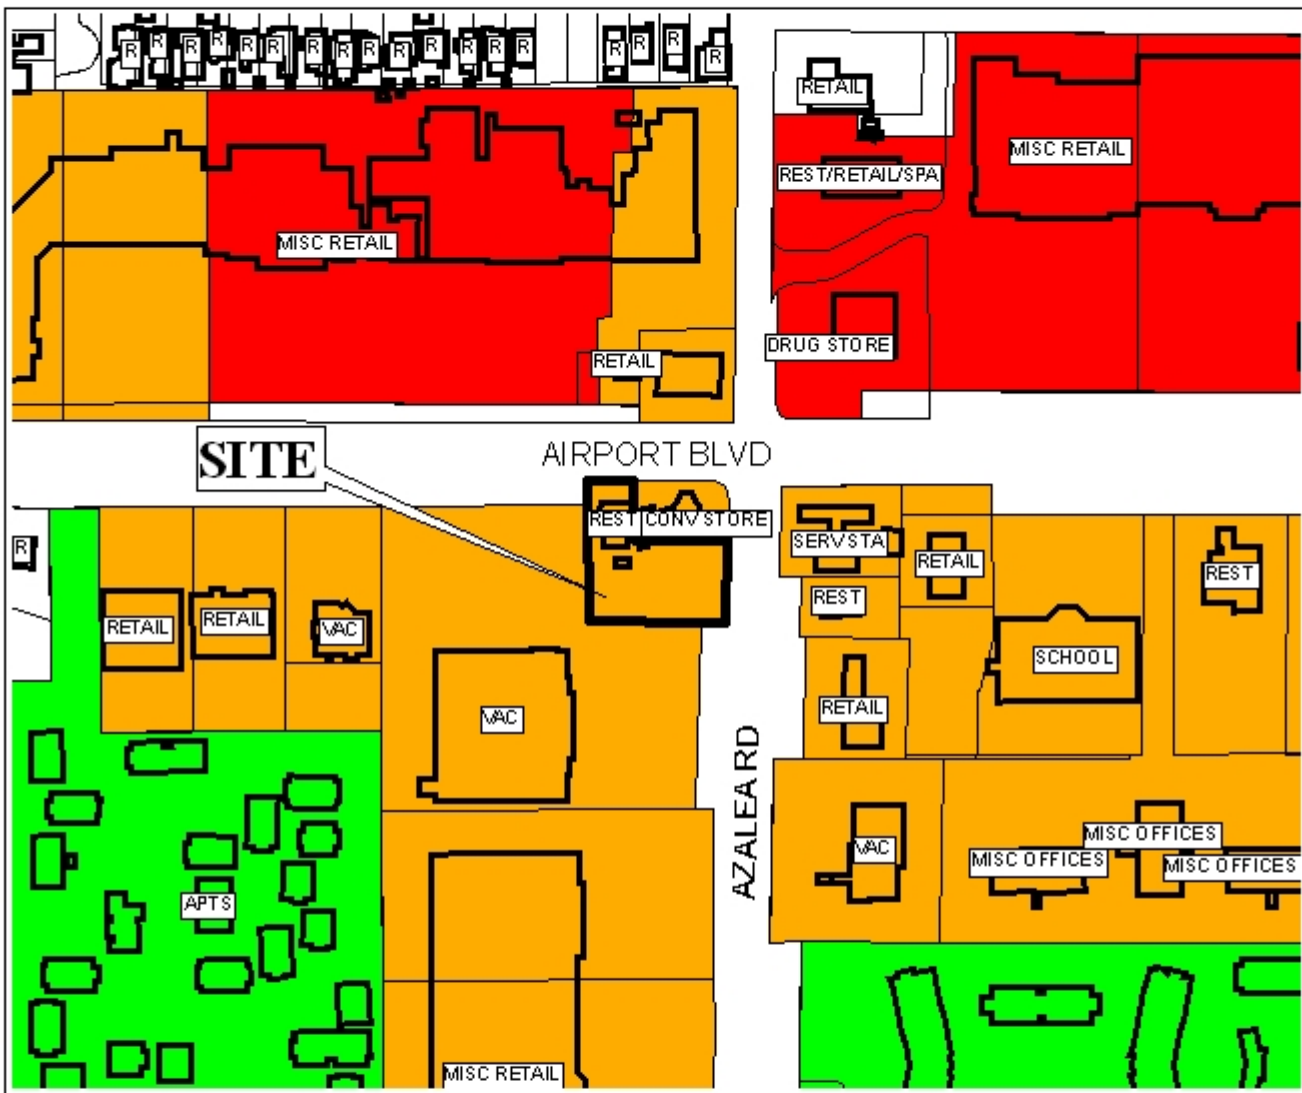 R R R R R R R R R R R R R R R R R R
RETAIL
MISC RETAIL
REST/RETAIL/SPA
MISC RETAIL
DRUG STORE
RETAIL
AIRPORT BLVD
SITE
REST CONV STORE
SERV STA
R
RETAIL
REST
REST
RETAIL
RETAIL
VAC
SCHOOL
RETAIL
VAC
AZALEA RD
MISC OFFICES
VAC
MISC OFFICES
MISC OFFICES
APTS
MISC RETAIL